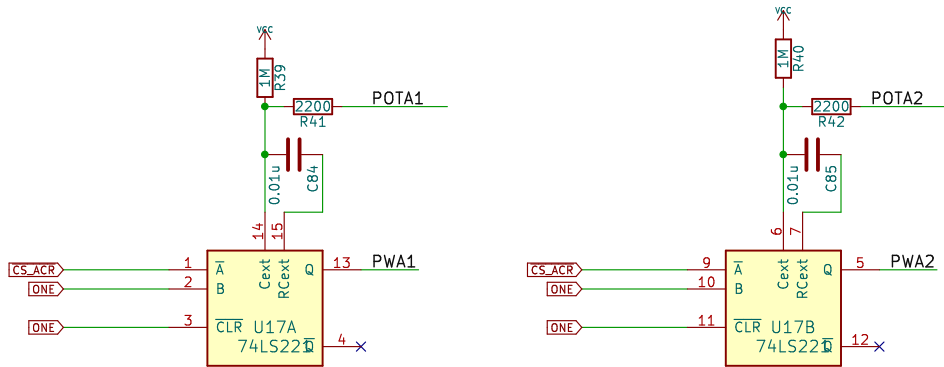 VCC
1M
R39
2200
R41
POTA1
0.01u
C84
14
15
CS_ACR
1
A
Cext
RCext
Q
13
PWA1
ONE
2
B
ONE
3
CLR
U17A
74LS221
Q
4
VCC
1M
R40
2200
R42
POTA2
0.01u
C85
6
7
CS_ACR
9
A
Cext
RCext
Q
5
PWA2
ONE
10
B
ONE
11
CLR
U17B
74LS221
Q
12